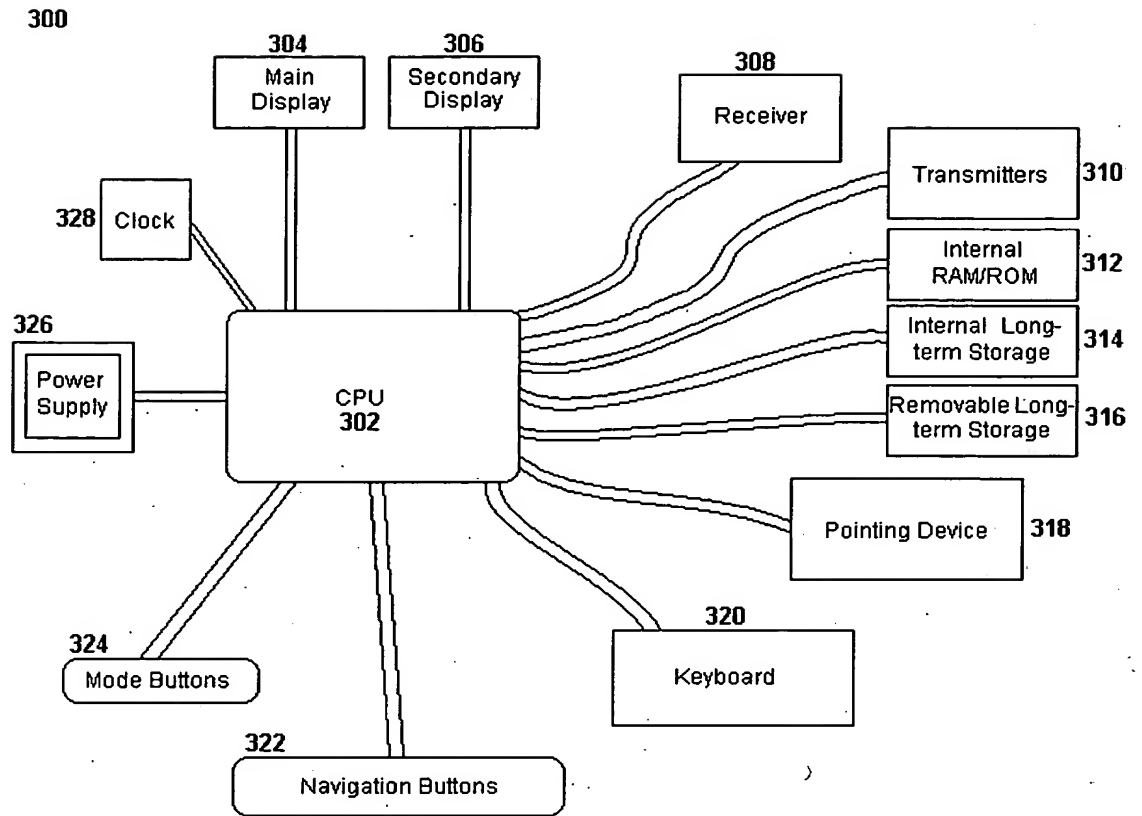 300
304
Main
Display
306
Secondary
Display
308
Receiver
Transmitters
310
328
Clock
Internal
RAM/ROM
312
326
Power
Supply
Internal Long-
term Storage
314
CPU
302
Removable Long-
term Storage
316
Pointing Device
318
324
Mode Buttons
320
Keyboard
322
Navigation Buttons